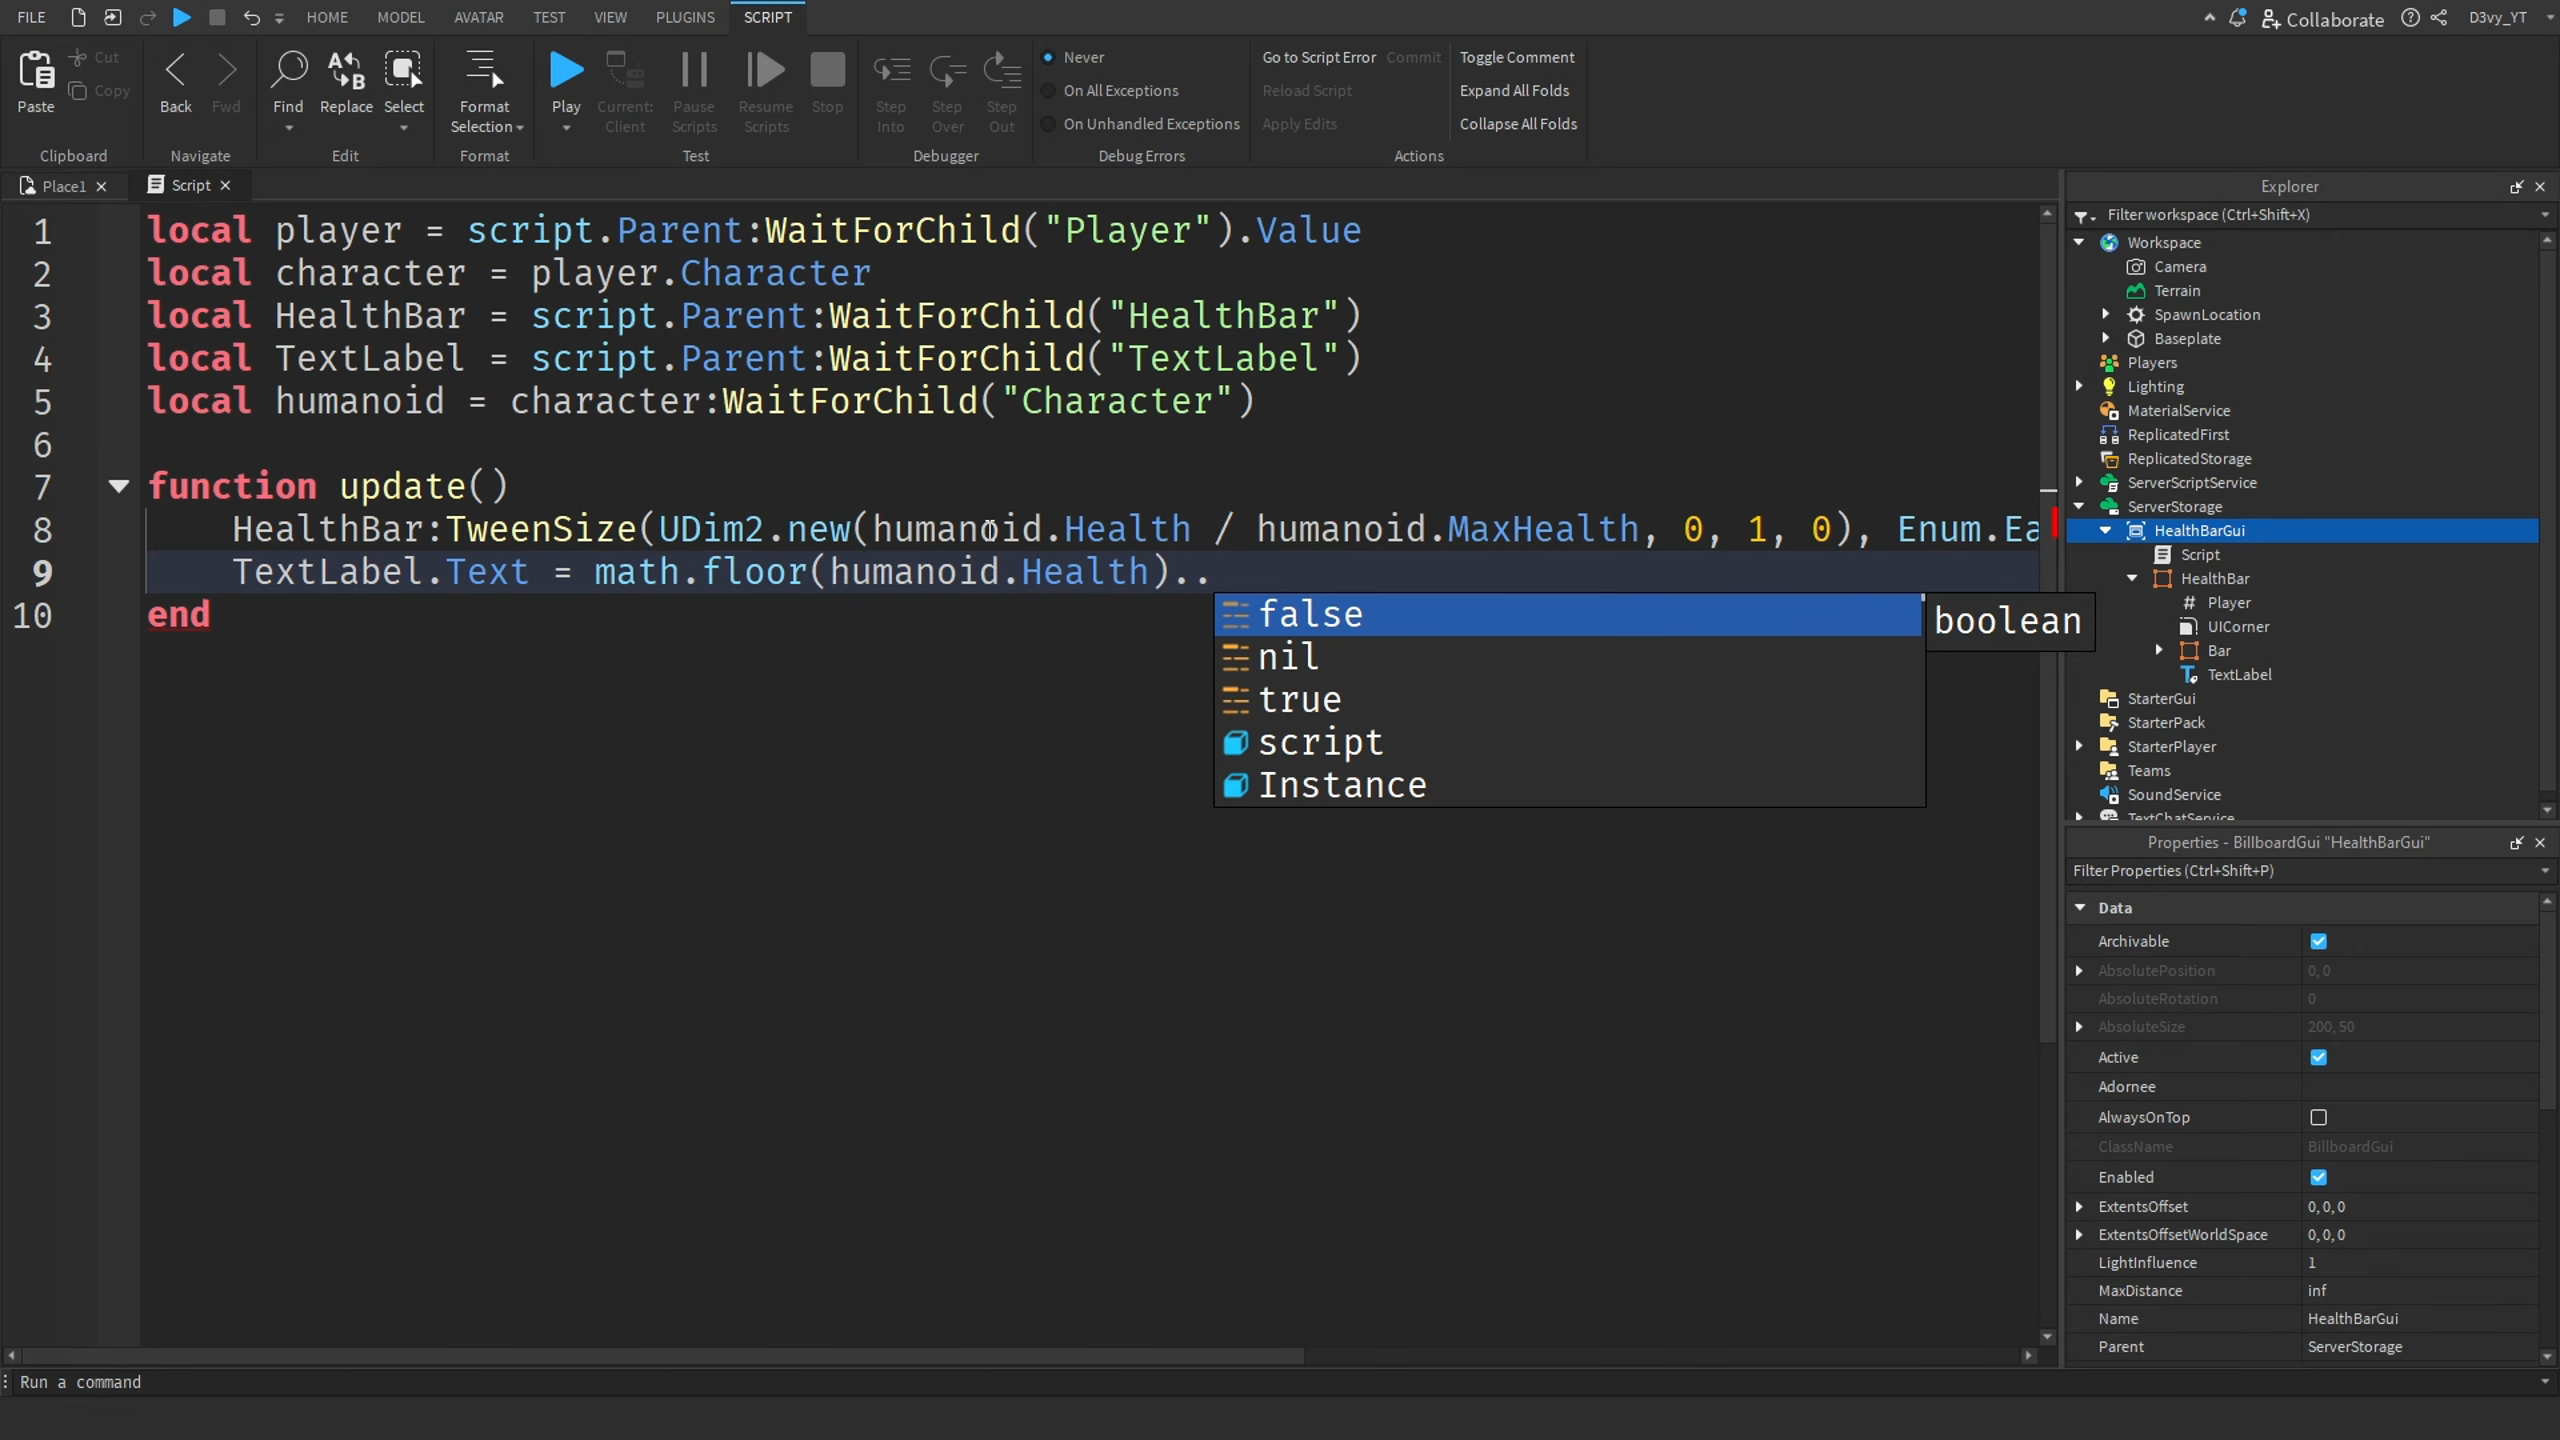 FILE HOME MODEL AVATAR TEST VIEW PLUGINS SCRIPT Collaborate D3vy_YT
Paste Cut Copy Back Fwd Find Replace Select Format Selection Play Current: Client Pause Scripts Resume Scripts Stop Step Into Step Over Step Out
Never
On All Exceptions
On Unhandled Exceptions
Go to Script Error Commit
Reload Script
Apply Edits
Toggle Comment
Expand All Folds
Collapse All Folds
Clipboard Navigate Edit Format Test Debugger Debug Errors Actions
Place1 Script
1 local player = script.Parent:WaitForChild("Player").Value
2 local character = player.Character
3 local HealthBar = script.Parent:WaitForChild("HealthBar")
4 local TextLabel = script.Parent:WaitForChild("TextLabel")
5 local humanoid = character:WaitForChild("Character")
6
7 function update()
8 HealthBar:TweenSize(UDim2.new(humanoid.Health / humanoid.MaxHealth, 0, 1, 0), Enum.Ea
9 TextLabel.Text = math.floor(humanoid.Health)..
10 end
false boolean
nil
true
script
Instance
Explorer
Filter workspace (Ctrl+Shift+X)
Workspace
Camera
Terrain
SpawnLocation
Baseplate
Players
Lighting
MaterialService
ReplicatedFirst
ReplicatedStorage
ServerScriptService
ServerStorage
HealthBarGui
Script
HealthBar
# Player
UICorner
Bar
TextLabel
StarterGui
StarterPack
StarterPlayer
Teams
SoundService
TextChatService
Properties - BillboardGui "HealthBarGui"
Filter Properties (Ctrl+Shift+P)
Data
Archivable
AbsolutePosition 0, 0
AbsoluteRotation 0
AbsoluteSize 200, 50
Active
Adornee
AlwaysOnTop
ClassName BillboardGui
Enabled
ExtentsOffset 0, 0, 0
ExtentsOffsetWorldSpace 0, 0, 0
LightInfluence 1
MaxDistance inf
Name HealthBarGui
Parent ServerStorage
Run a command